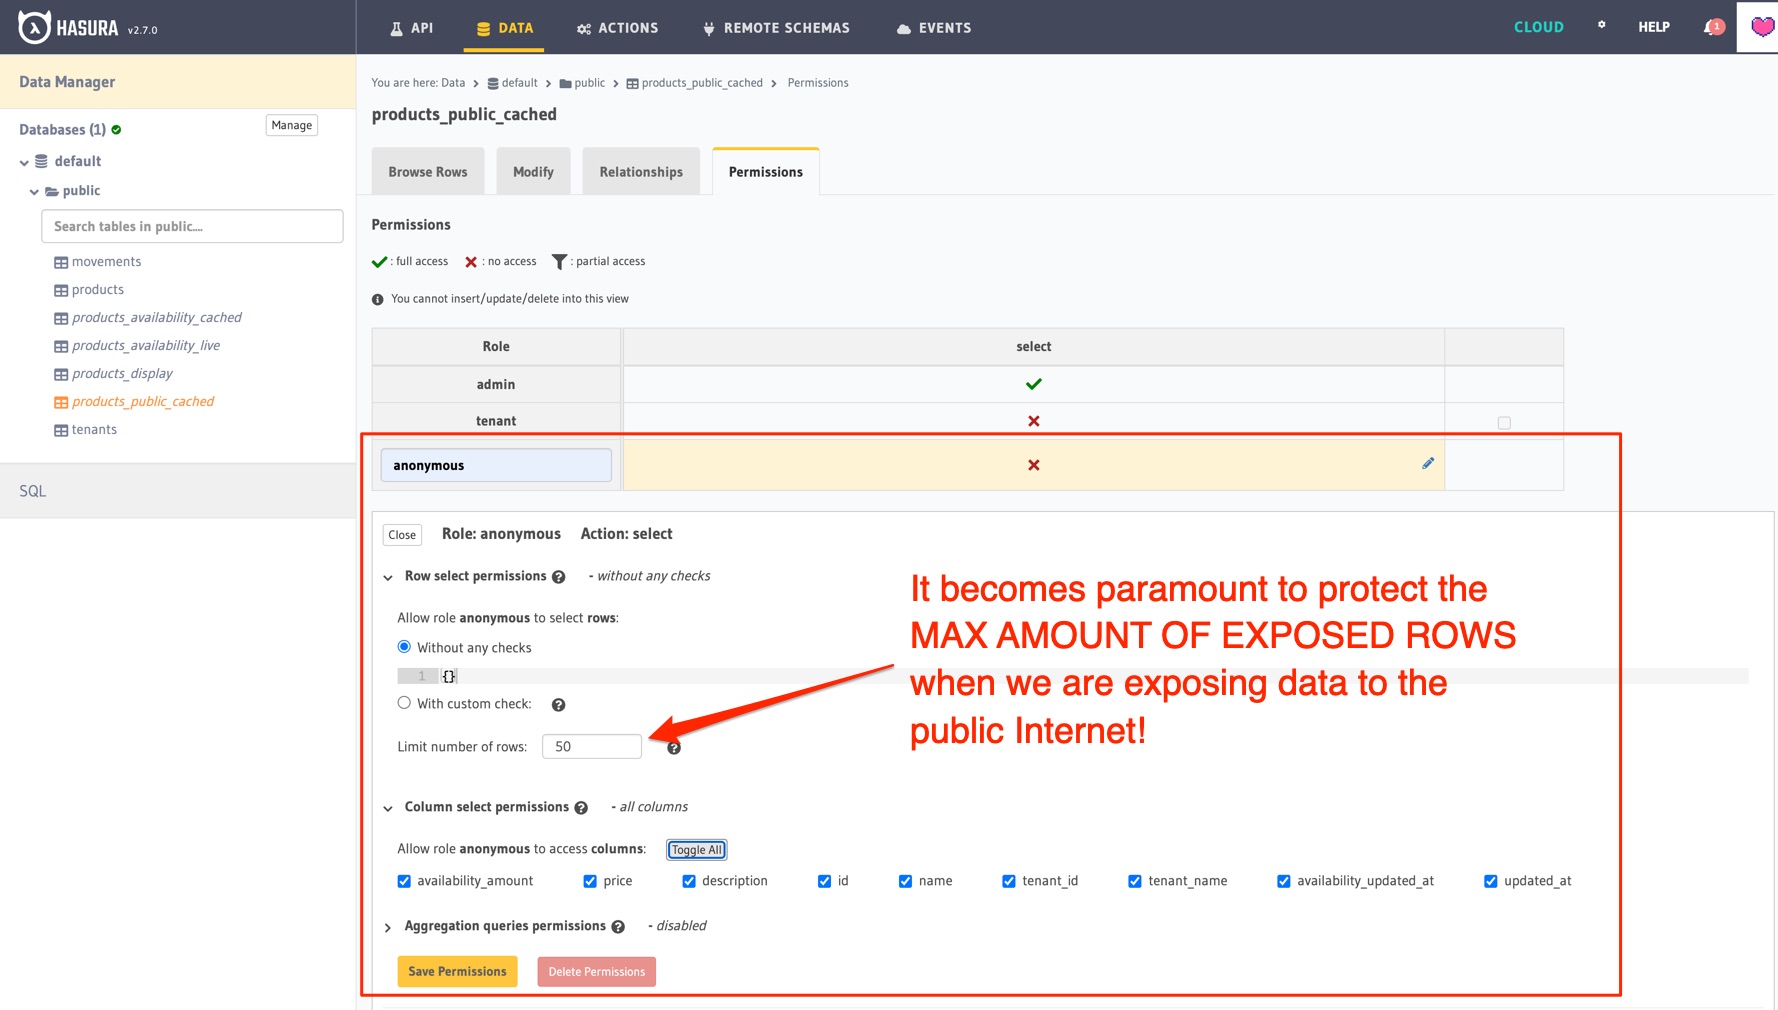 HASURA v2.7.0
API
DATA
ACTIONS
REMOTE SCHEMAS
EVENTS
CLOUD
HELP
1
Data Manager
Databases (1)
Manage
default
public
Search tables in public....
movements
products
products_availability_cached
products_availability_live
products_display
products_public_cached
tenants
SQL
You are here: Data > default > public > products_public_cached > Permissions
products_public_cached
Browse Rows
Modify
Relationships
Permissions
Permissions
: full access : no access : partial access
You cannot insert/update/delete into this view
Role select
admin
tenant
anonymous
Close Role: anonymous Action: select
Row select permissions - without any checks
Allow role anonymous to select rows:
Without any checks
1 {}
With custom check:
Limit number of rows: 50
It becomes paramount to protect the
MAX AMOUNT OF EXPOSED ROWS
when we are exposing data to the
public Internet!
Column select permissions - all columns
Allow role anonymous to access columns: Toggle All
availability_amount price description id name tenant_id tenant_name availability_updated_at updated_at
Aggregation queries permissions - disabled
Save Permissions Delete Permissions